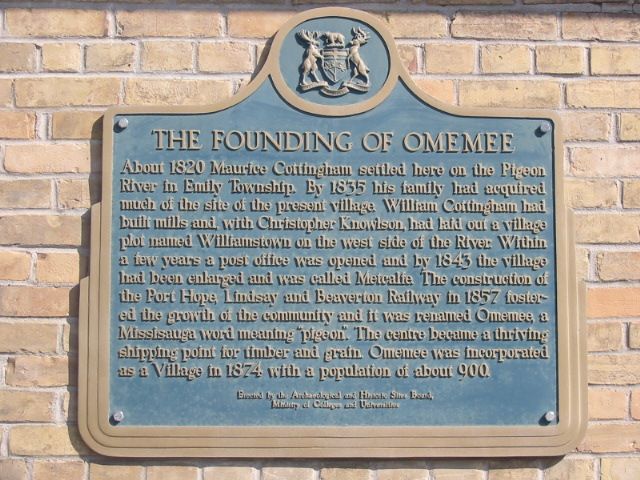 THE FOUNDING OF OMEMEE
About 1820 Maurice Cottingham settled here on the Pigeon
River in Emily Township. By 1835 his family had acquired
much of the site of the present village. William Cottingham had
built mills and, with Christopher Knowlson, had laid out a village
plot named Williamstown on the west side of the River. Within
a few years a post office was opened and by 1843 the village
had been enlarged and was called Metcalfe. The construction of
the Port Hope, Lindsay and Beaverton Railway in 1857 foster-
ed the growth of the community and it was renamed Omemee, a
Missisauga word meaning "pigeon". The centre became a thriving
shipping point for timber and grain. Omemee was incorporated
as a Village in 1874 with a population of about 900.
Erected by the Archaeological and Historic Sites Board,
Ministry of Colleges and Universities